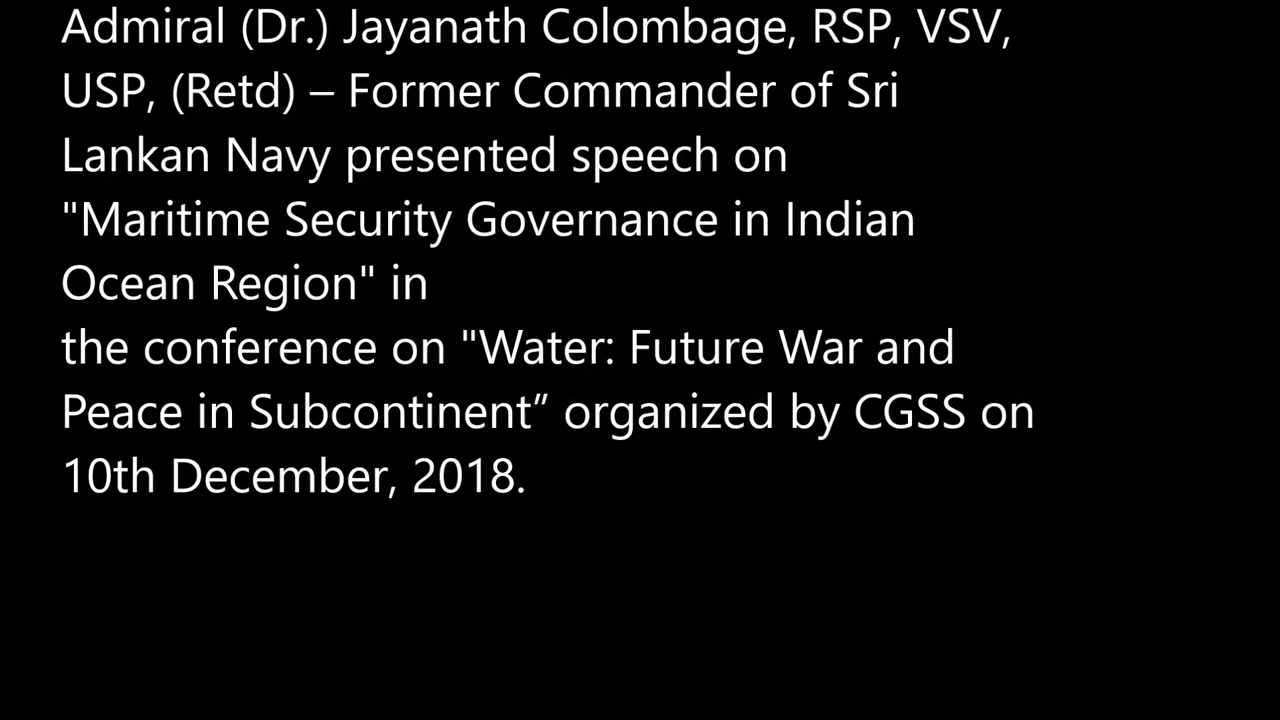 Admiral (Dr.) Jayanath Colombage, RSP, VSV,
USP, (Retd) – Former Commander of Sri
Lankan Navy presented speech on
"Maritime Security Governance in Indian
Ocean Region" in
the conference on "Water: Future War and
Peace in Subcontinent” organized by CGSS on
10th December, 2018.